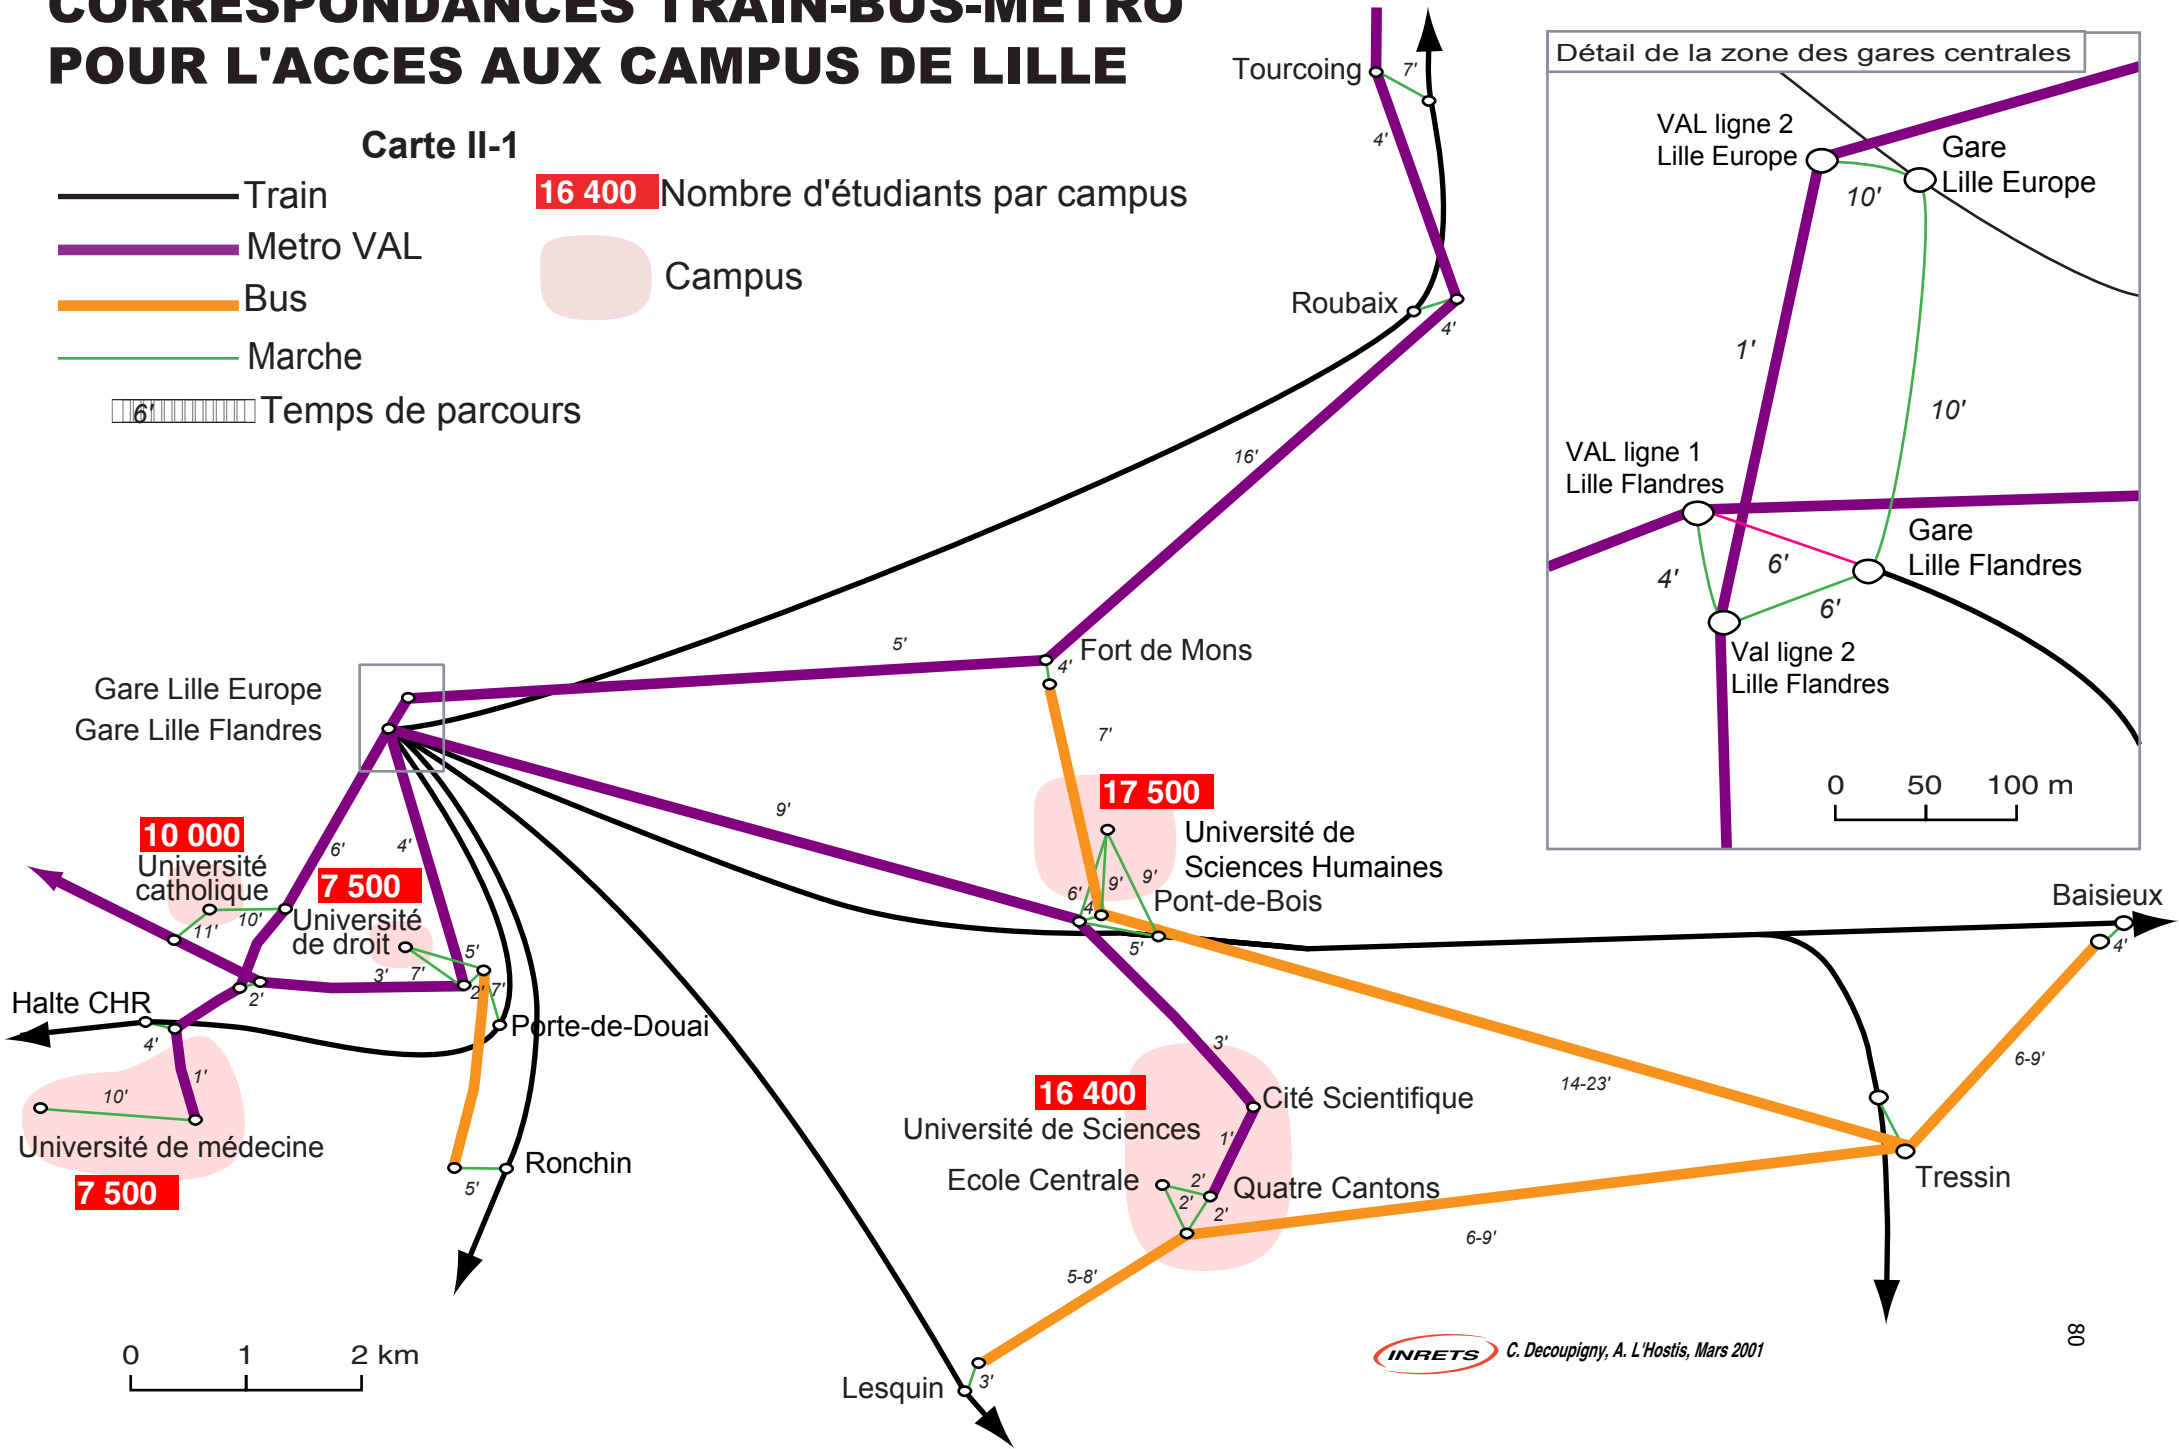 CORRESPONDANCES TRAIN-BUS-METRO
POUR L'ACCES AUX CAMPUS DE LILLE
Carte II-1
Train
Metro VAL
Bus
Marche
6' Temps de parcours
16 400 Nombre d'étudiants par campus
Campus
Détail de la zone des gares centrales
VAL ligne 2
Lille Europe
Gare
Lille Europe
10'
1'
10'
VAL ligne 1
Lille Flandres
Gare
Lille Flandres
4'
6'
6'
Val ligne 2
Lille Flandres
0 50 100 m
Tourcoing
7'
4'
Roubaix
4'
16'
5'
Fort de Mons
4'
Gare Lille Europe
Gare Lille Flandres
7'
9'
17 500
Université de
Sciences Humaines
Pont-de-Bois
6'
9'
9'
4
5'
10 000
Université
catholique
6'
4'
7 500
Université
de droit
10'
11'
5'
3'
7'
2'
7'
2'
Halte CHR
Porte-de-Douai
4'
1'
10'
Université de médecine
7 500
Ronchin
5'
Baisieux
4'
6-9'
14-23'
3'
16 400
Cité Scientifique
Université de Sciences
1'
Ecole Centrale
2'
2'
Quatre Cantons
2'
Tressin
6-9'
5-8'
Lesquin
3'
0 1 2 km
INRETS
C. Decoupigny, A. L'Hostis, Mars 2001
80